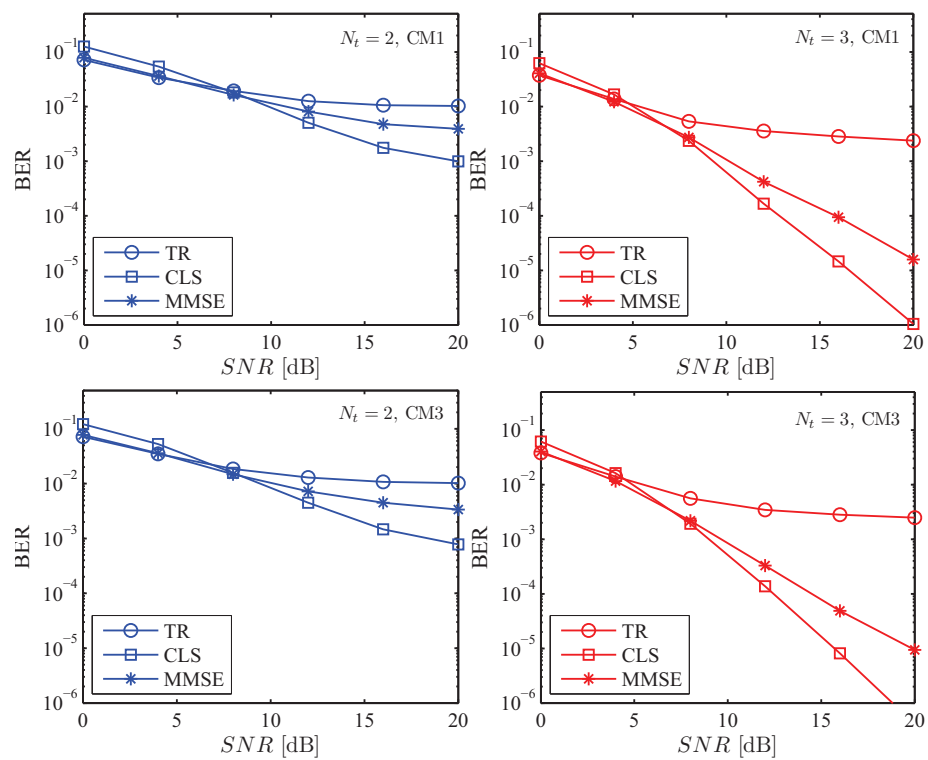 N_t = 2, CM1
BER
10^{-1}
10^{-2}
10^{-3}
10^{-4}
10^{-5}
10^{-6}
TR
CLS
MMSE
0 5 10 15 20
SNR [dB]
N_t = 3, CM1
BER
10^{-1}
10^{-2}
10^{-3}
10^{-4}
10^{-5}
10^{-6}
TR
CLS
MMSE
0 5 10 15 20
SNR [dB]
N_t = 2, CM3
BER
10^{-1}
10^{-2}
10^{-3}
10^{-4}
10^{-5}
10^{-6}
TR
CLS
MMSE
0 5 10 15 20
SNR [dB]
N_t = 3, CM3
BER
10^{-1}
10^{-2}
10^{-3}
10^{-4}
10^{-5}
10^{-6}
TR
CLS
MMSE
0 5 10 15 20
SNR [dB]